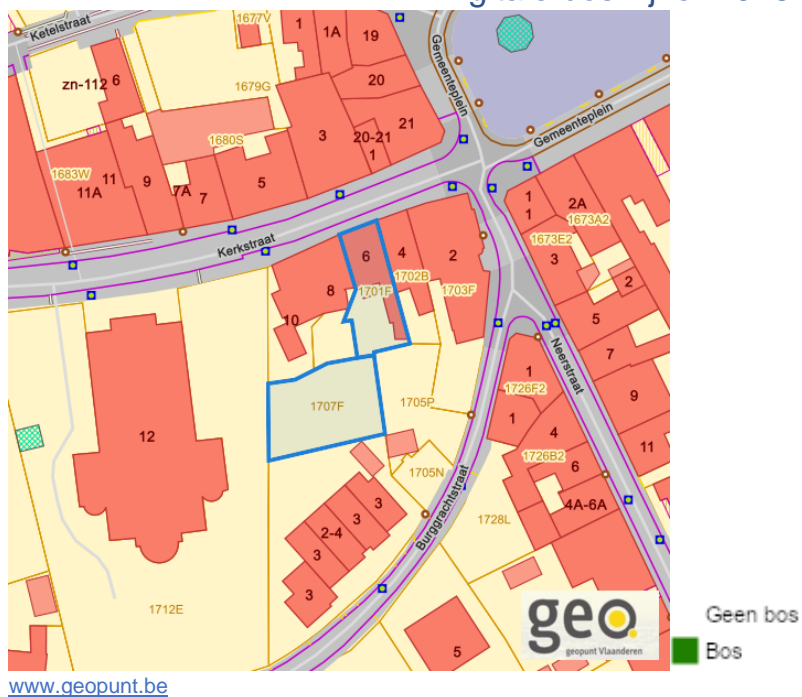 Ketelstraat
1677V
1
1A
19
Gemeenteplein
zn-112
6
1679G
20
21
3
20-21
1
Gemeenteplein
1680S
1683W
11A
11
9
7A
7
5
1
1
2A
1673A2
1673E2
3
2
5
7
9
11
Kerkstraat
6
4
2
1702B
1701F
1703F
8
10
12
1707F
1705P
1705N
Neerstraat
1
1726F2
1
4
1726B2
6
4A-6A
1728L
Burggrachtstraat
3
2-4
3
3
3
1712E
5
geo.
geopunt Vlaanderen
Geen bos
Bos
www.geopunt.be